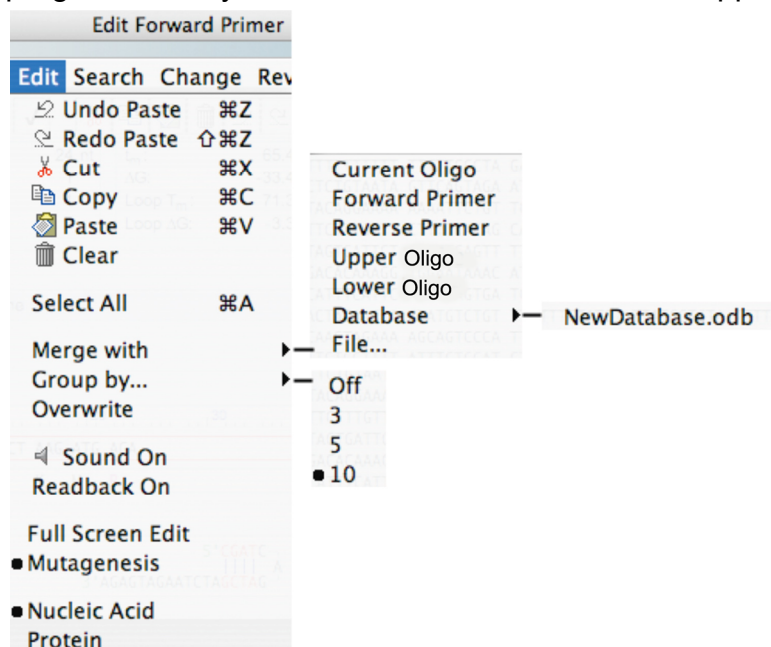 Edit Forward Primer
Edit Search Change Rev
Undo Paste ⌘Z
Redo Paste ⇧⌘Z
Cut ⌘X
Copy ⌘C
Paste ⌘V
Clear
Select All ⌘A
Merge with
Group by...
Overwrite
Sound On
Readback On
Full Screen Edit
Mutagenesis
Nucleic Acid
Protein
Current Oligo
Forward Primer
Reverse Primer
Upper Oligo
Lower Oligo
Database
File...
NewDatabase.odb
Off
3
5
10